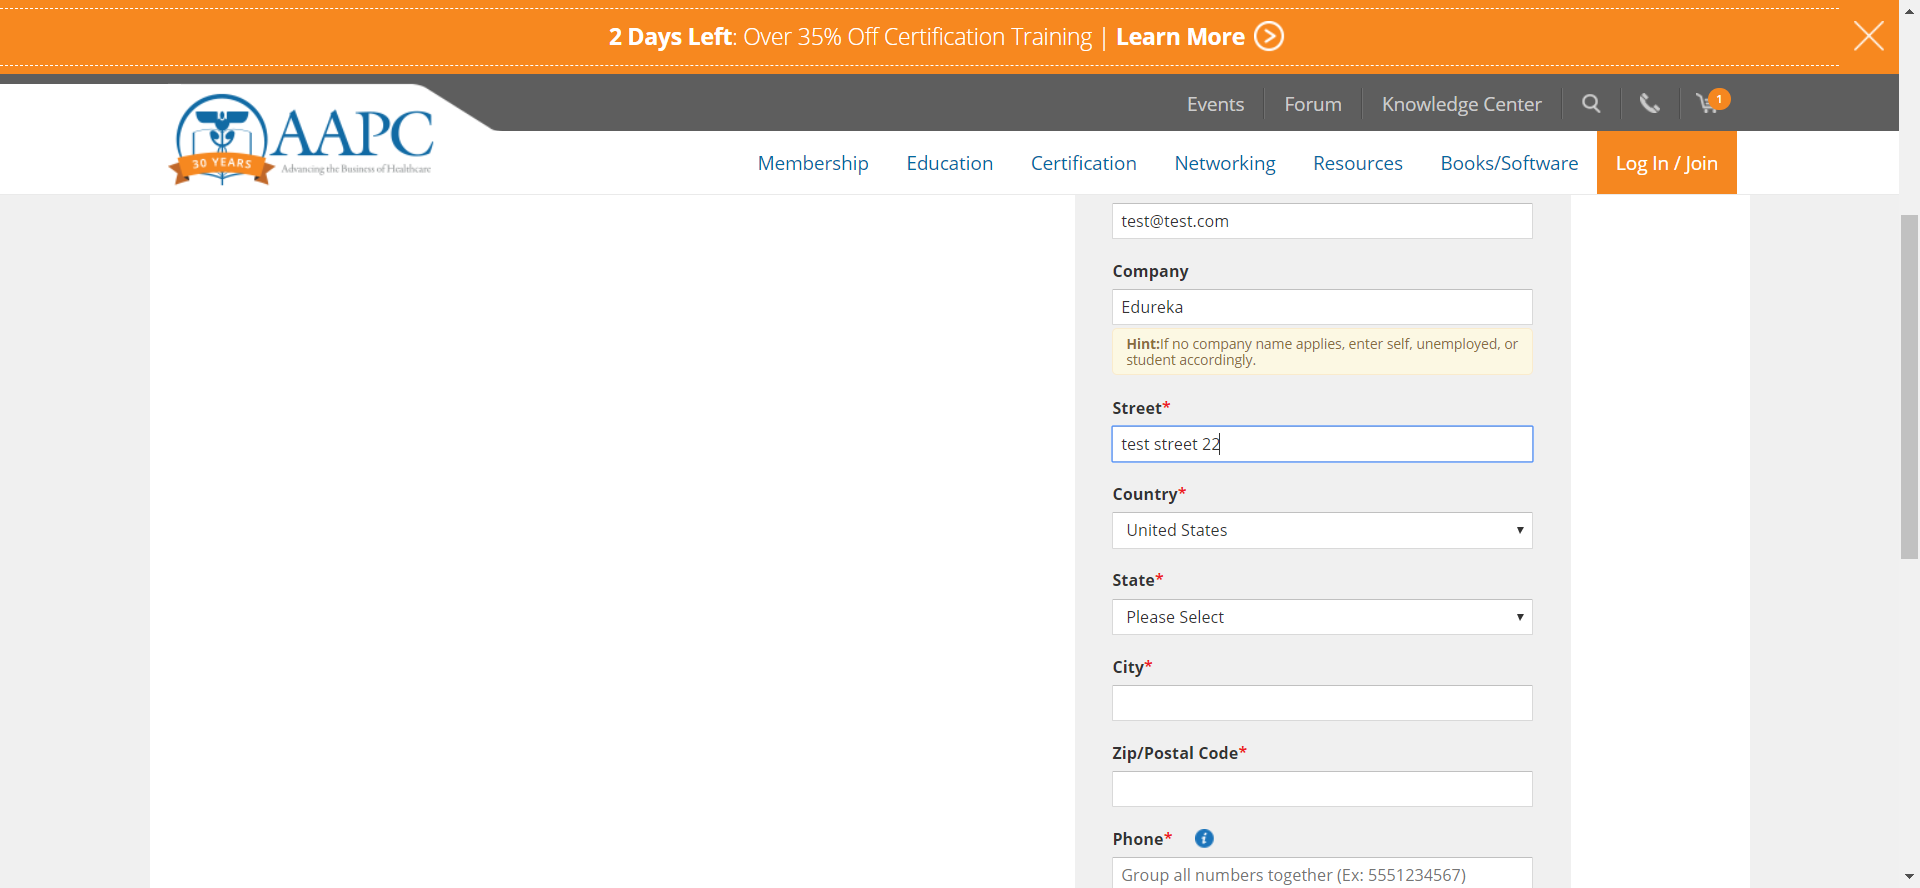 2 Days Left: Over 35% Off Certification Training | Learn More
Events Forum Knowledge Center 1
30 YEARS
AAPC
Advancing the Business of Healthcare
Membership Education Certification Networking Resources Books/Software Log In / Join
test@test.com
Company
Edureka
Hint:If no company name applies, enter self, unemployed, or
student accordingly.
Street*
test street 22
Country*
United States
State*
Please Select
City*
Zip/Postal Code*
Phone*
Group all numbers together (Ex: 5551234567)